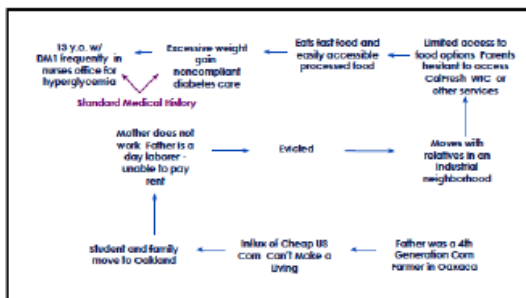 13 y.o. w/
DM1 frequently in
nurses office for
hyperglycemia
Excessive weight
gain
noncompliant
diabetes care
Eats fast food and
easily accessible
processed food
Limited access to
food options Parents
hesitant to access
CalFresh WIC or
other services
Standard Medical History
Mother does not
work Father is a
day laborer -
unable to pay
rent
Evicted
Moves with
relatives in an
industrial
neighborhood
Student and family
move to Oakland
Influx of Cheap US
Corn Can't Make a
Living
Father was a 4th
Generation Corn
Farmer in Oaxaca